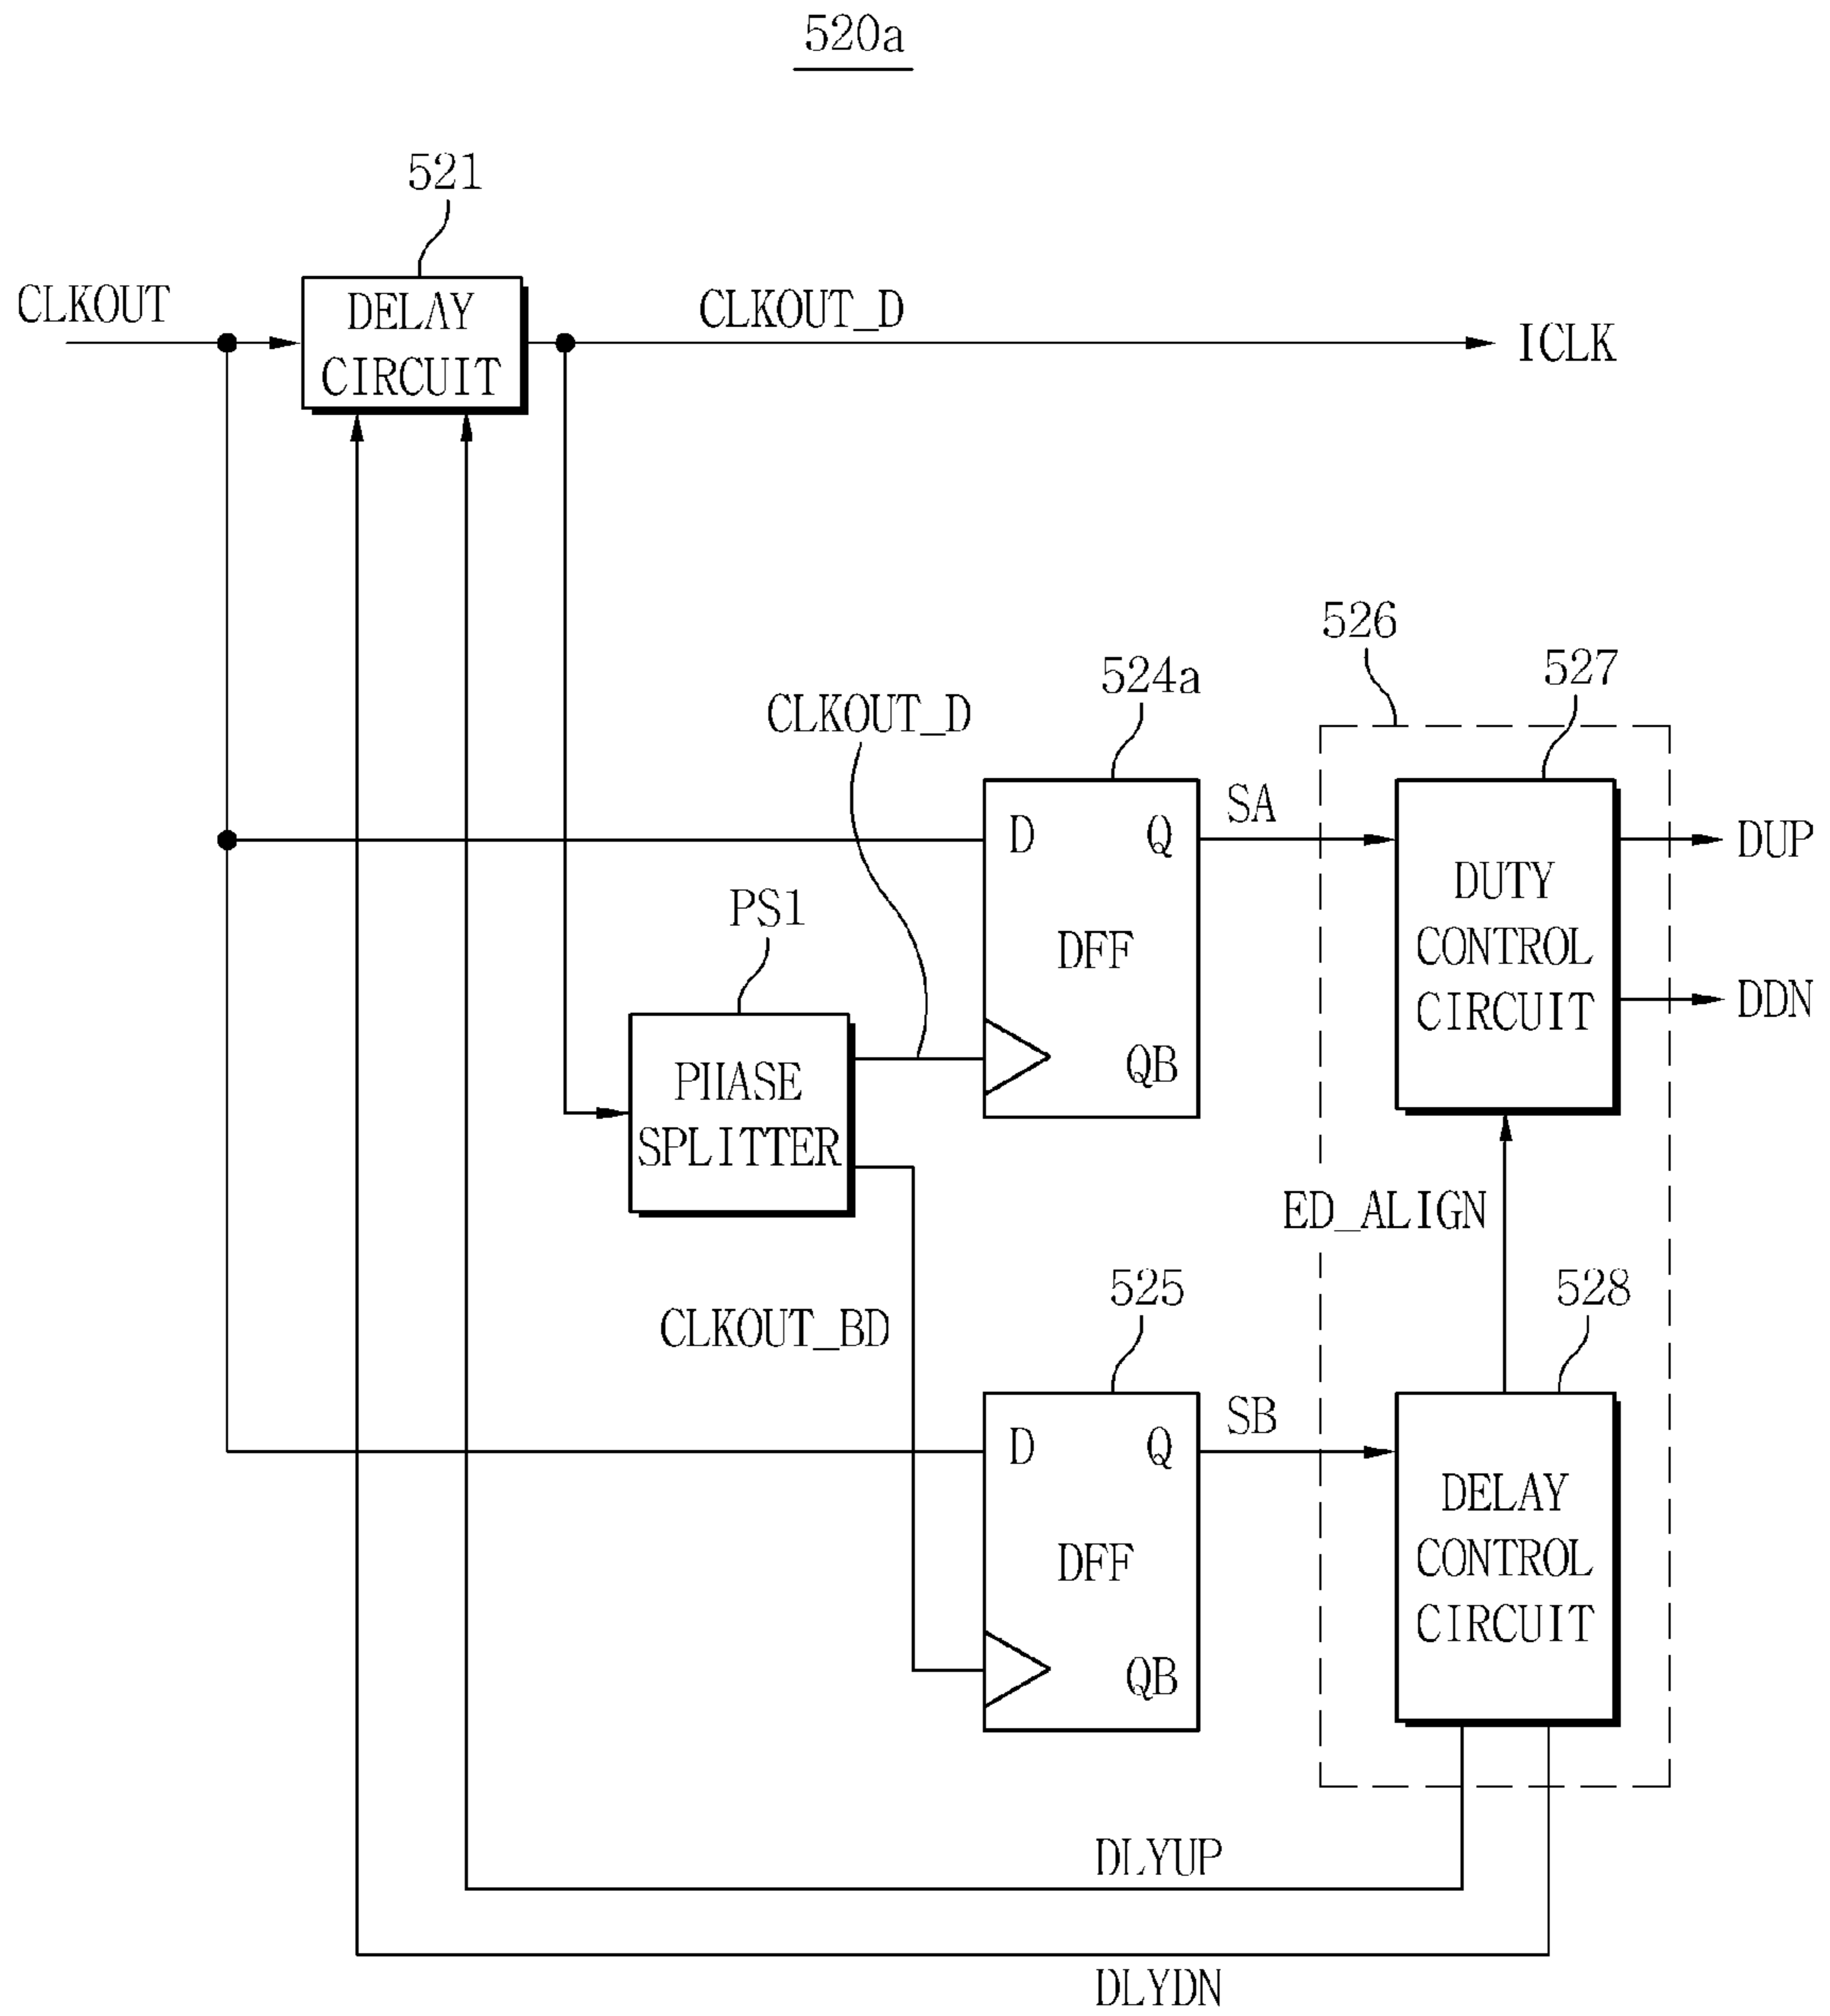 520a
521
CLKOUT
DELAY
CIRCUIT
CLKOUT_D
ICLK
526
527
524a
CLKOUT_D
D
Q
SA
DUP
DUTY
CONTROL
CIRCUIT
PS1
DFF
DDN
QB
PHASE
SPLITTER
ED_ALIGN
525
528
CLKOUT_BD
D
Q
SB
DELAY
CONTROL
CIRCUIT
DFF
QB
DLYUP
DLYDN